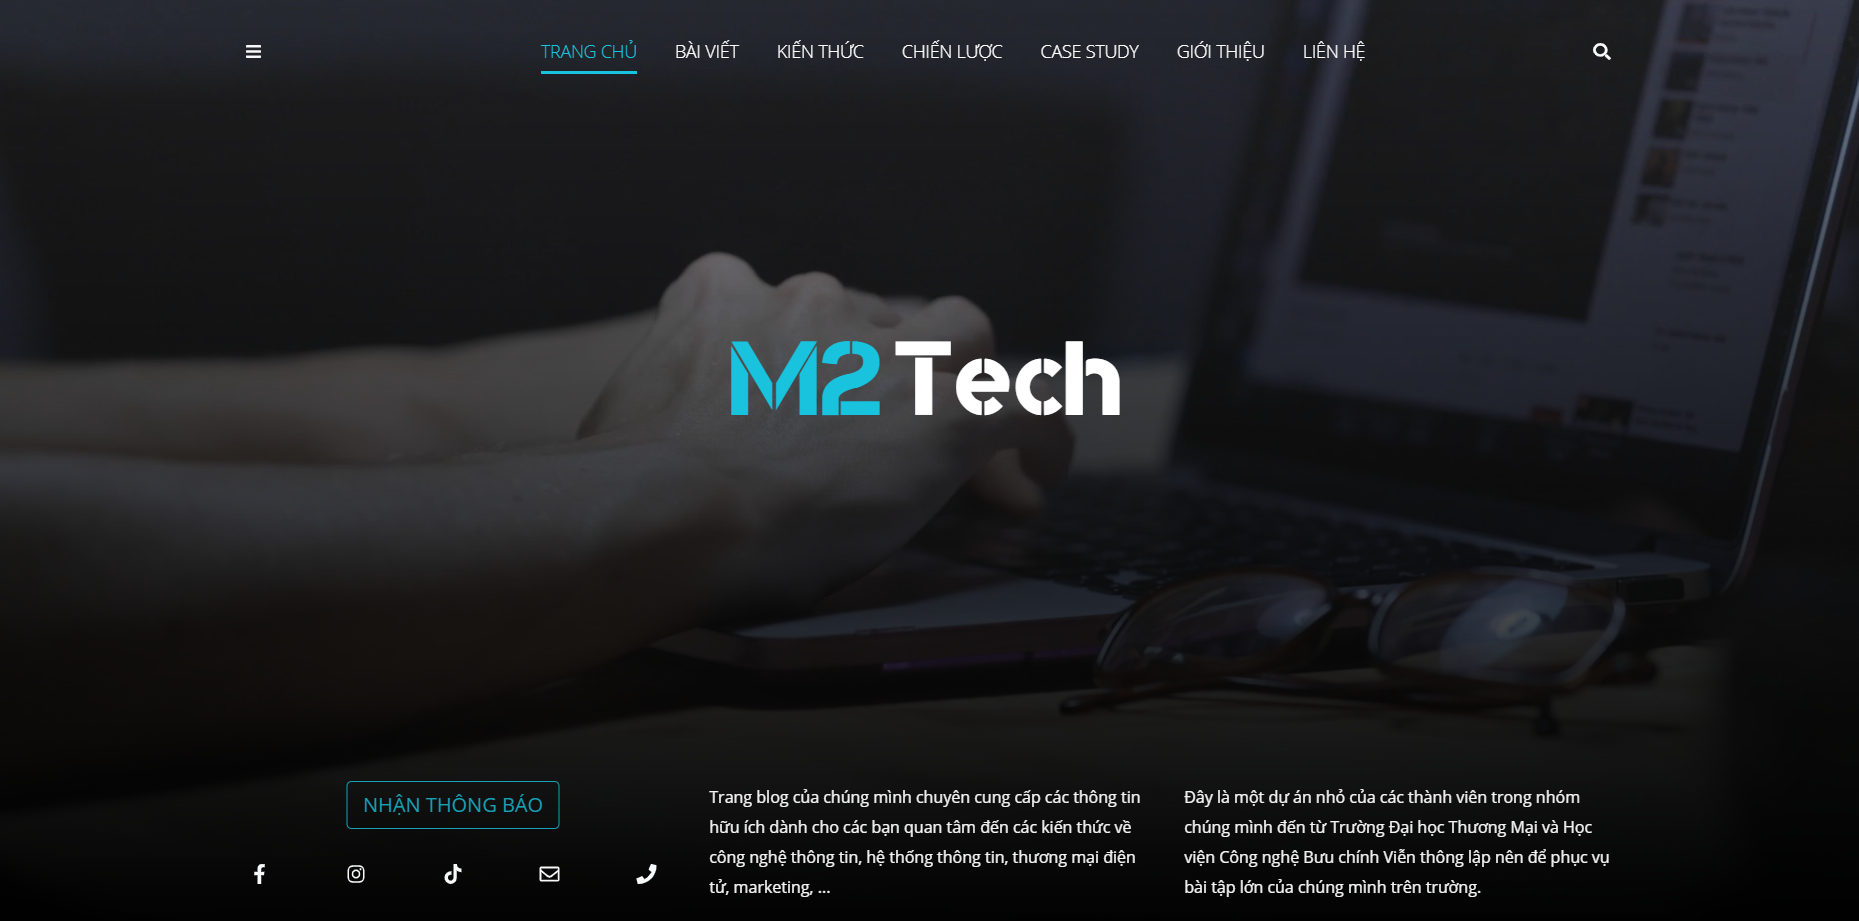 TRANG CHỦ BÀI VIẾT KIẾN THỨC CHIẾN LƯỢC CASE STUDY GIỚI THIỆU LIÊN HỆ
M2 Tech
NHẬN THÔNG BÁO
Trang blog của chúng mình chuyên cung cấp các thông tin
hữu ích dành cho các bạn quan tâm đến các kiến thức về
công nghệ thông tin, hệ thống thông tin, thương mại điện
tử, marketing, ...
Đây là một dự án nhỏ của các thành viên trong nhóm
chúng mình đến từ Trường Đại học Thương Mại và Học
viện Công nghệ Bưu chính Viễn thông lập nên để phục vụ
bài tập lớn của chúng mình trên trường.